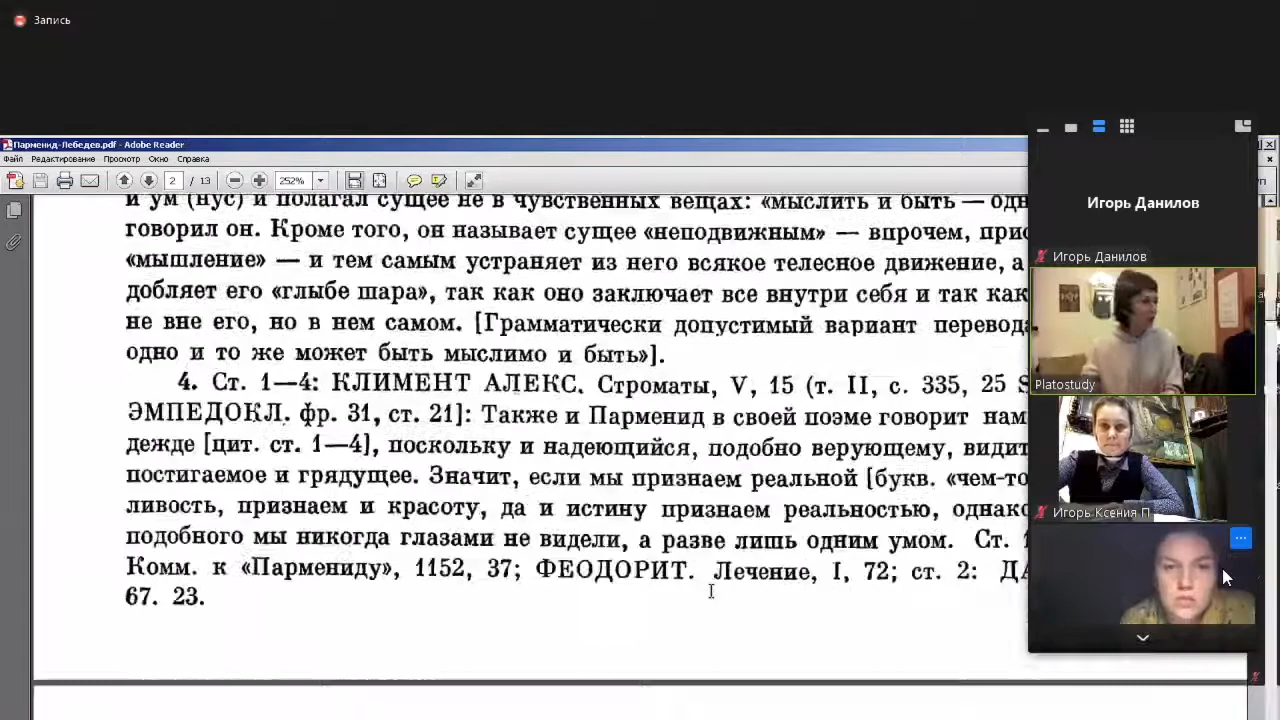 Запись
Парменид-Лебедев.pdf - Adobe Reader
Файл Редактирование Просмотр Окно Справка
2 / 13 252%
и ум (нус) и полагал сущее не в чувственных вещах: «мыслить и быть — одн
говорил он. Кроме того, он называет сущее «неподвижным» — впрочем, прис
«мышление» — и тем самым устраняет из него всякое телесное движение, а
добляет его «глыбе шара», так как оно заключает все внутри себя и так как
не вне его, но в нем самом. [Грамматически допустимый вариант перевода
одно и то же может быть мыслимо и быть»].
4. Ст. 1—4: КЛИМЕНТ АЛЕКС. Строматы, V, 15 (т. II, с. 335, 25 S
ЭМПЕДОКЛ. фр. 31, ст. 21]: Также и Парменид в своей поэме говорит нам
дежде [цит. ст. 1—4], поскольку и надеющийся, подобно верующему, видит
постигаемое и грядущее. Значит, если мы признаем реальной [букв. «чем-то
ливость, признаем и красоту, да и истину признаем реальностью, однако
подобного мы никогда глазами не видели, а разве лишь одним умом. Ст. 1
Комм. к «Пармениду», 1152, 37; ФЕОДОРИТ. Лечение, I, 72; ст. 2: ДА
67. 23.
Игорь Данилов
Игорь Данилов
Platostudy
Игорь Ксения П